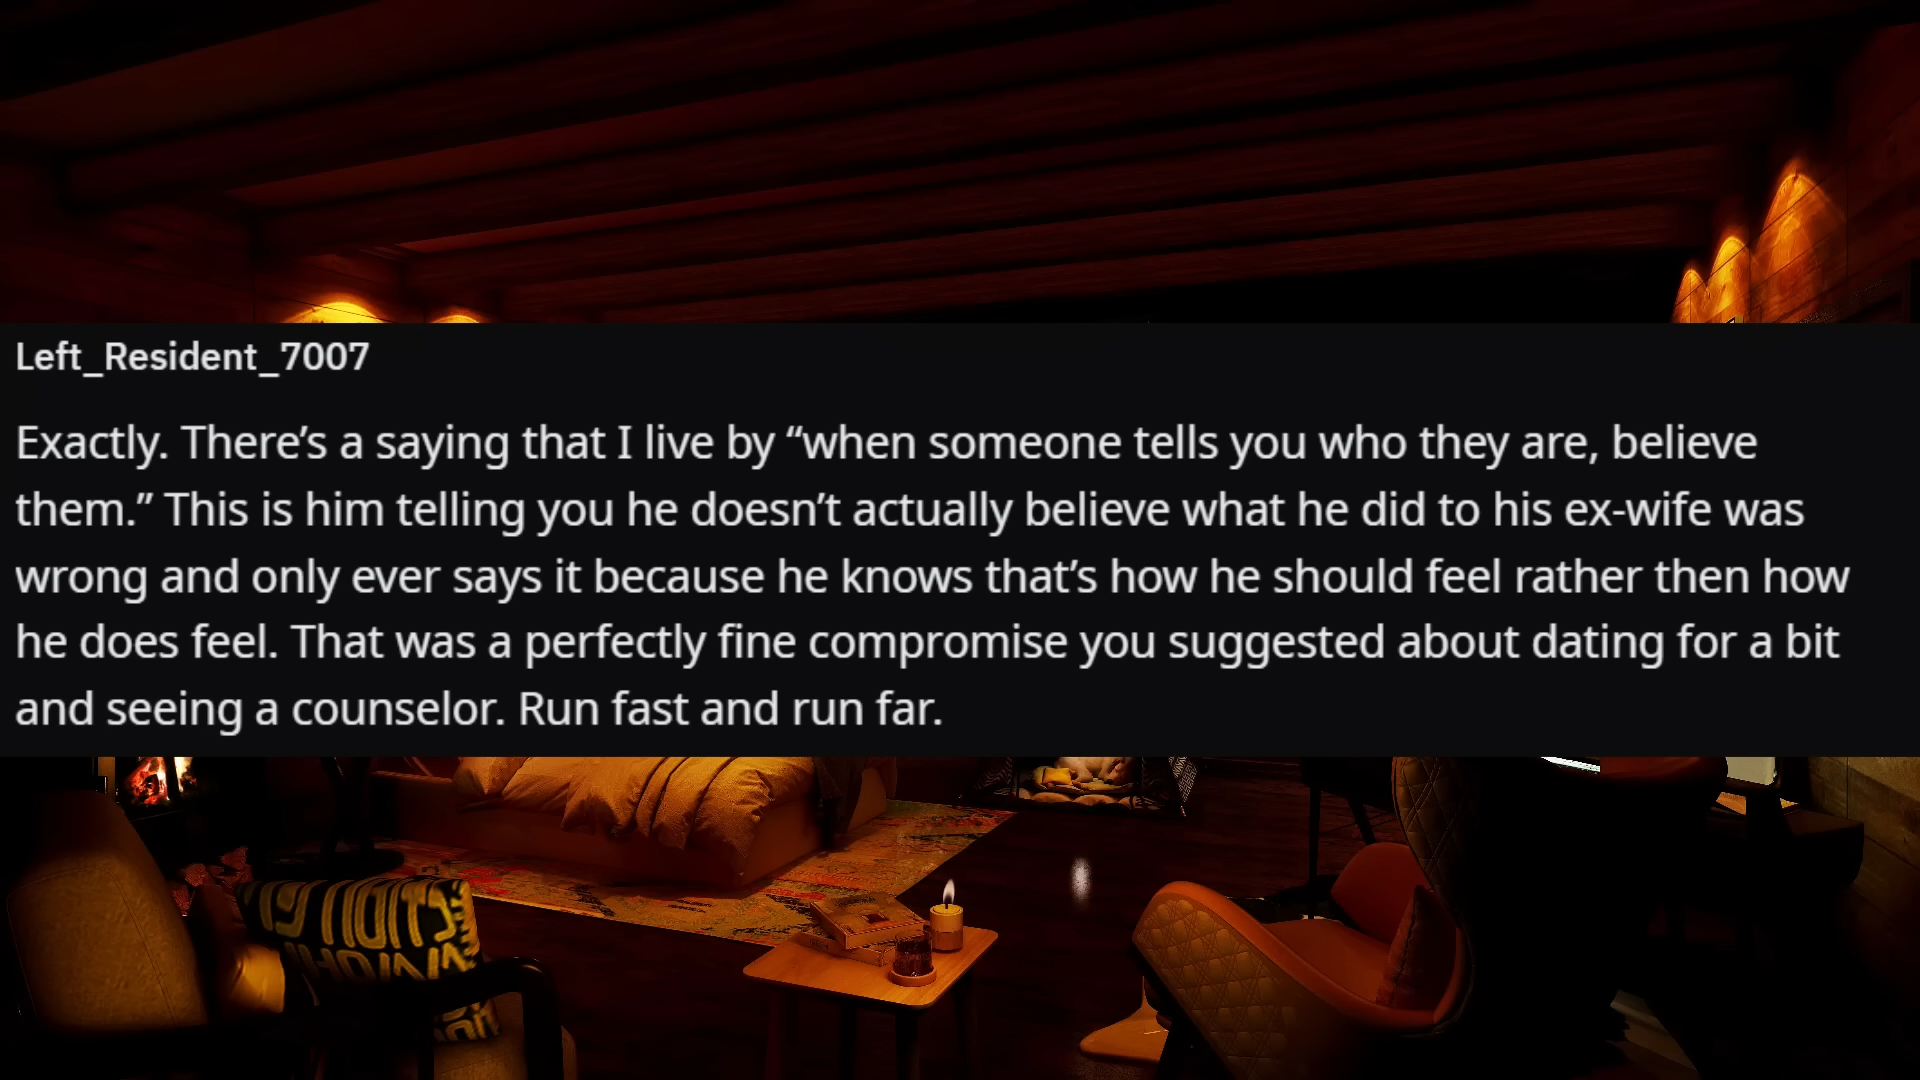 Left_Resident_7007
Exactly. There’s a saying that I live by “when someone tells you who they are, believe
them.” This is him telling you he doesn’t actually believe what he did to his ex-wife was
wrong and only ever says it because he knows that’s how he should feel rather then how
he does feel. That was a perfectly fine compromise you suggested about dating for a bit
and seeing a counselor. Run fast and run far.